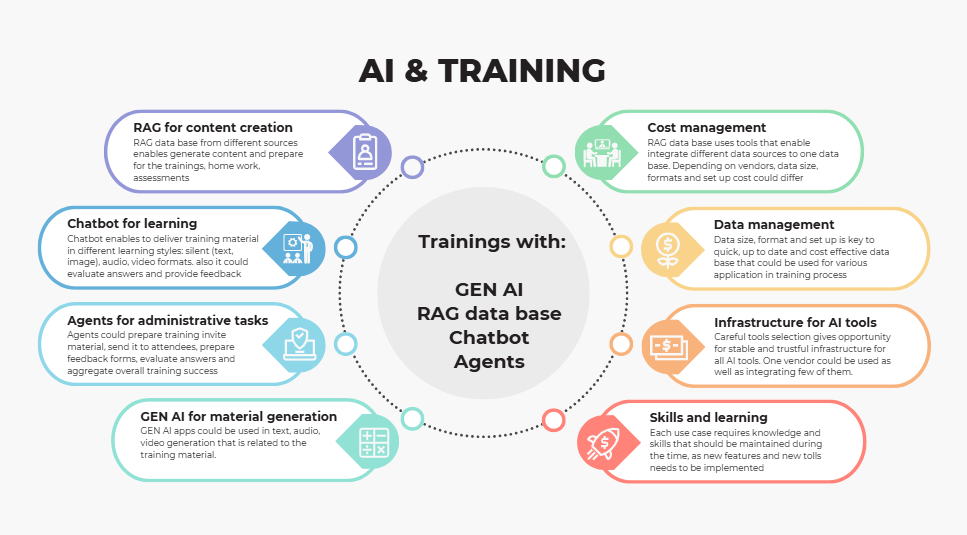 AI & TRAINING
RAG for content creation
RAG data base from different sources
enables generate content and prepare
for the trainings, home work,
assessments
Chatbot for learning
Chatbot enables to deliver training material
in different learning styles: silent (text,
image), audio, video formats. also it could
evaluate answers and provide feedback
Agents for administrative tasks
Agents could prepare training invite
material, send it to attendees, prepare
feedback forms, evaluate answers and
aggregate overall training success
GEN AI for material generation
GEN AI apps could be used in text, audio,
video generation that is related to the
training material.
Trainings with:
GEN AI
RAG data base
Chatbot
Agents
Cost management
RAG data base uses tools that enable
integrate different data sources to one data
base. Depending on vendors, data size,
formats and set up cost could differ
Data management
Data size, format and set up is key to
quick, up to date and cost effective data
base that could be used for various
application in training process
Infrastructure for AI tools
Careful tools selection gives opportunity
for stable and trustful infrastructure for
all AI tools. One vendor could be used as
well as integrating few of them.
Skills and learning
Each use case requires knowledge and
skills that should be maintained during
the time, as new features and new tolls
needs to be implemented